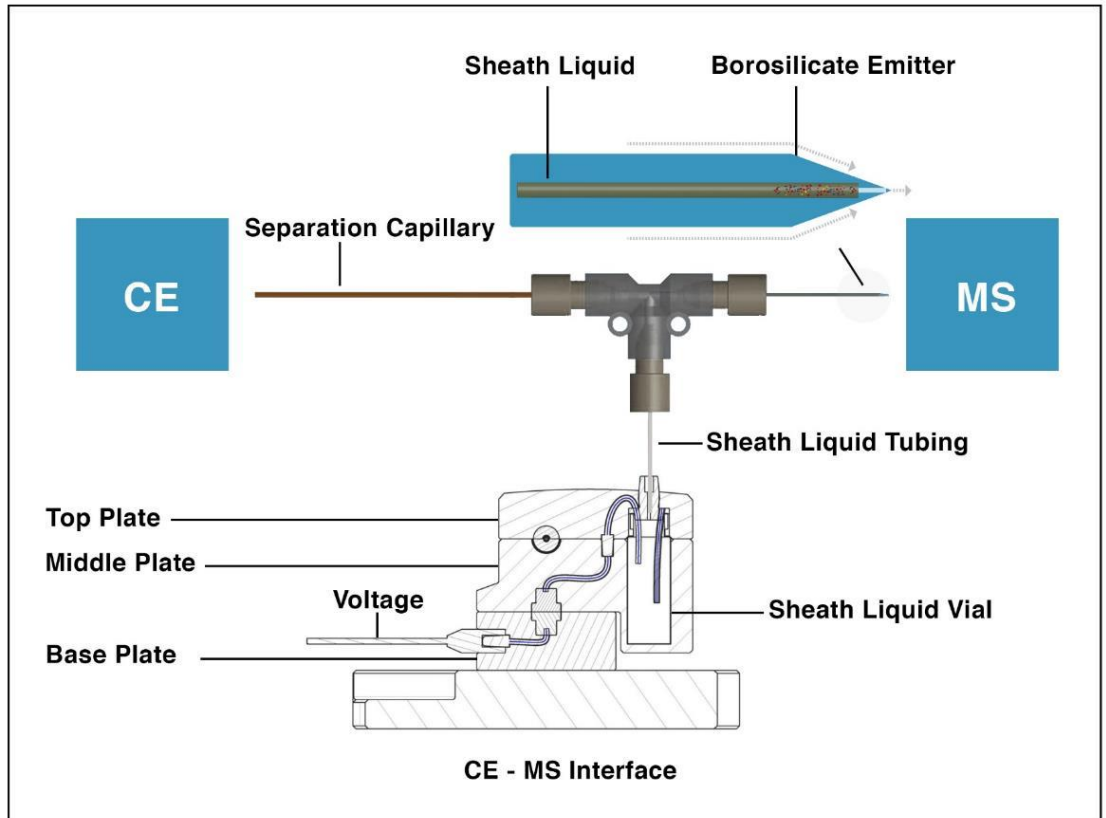 Sheath Liquid
Borosilicate Emitter
Separation Capillary
CE
MS
Sheath Liquid Tubing
Top Plate
Middle Plate
Voltage
Sheath Liquid Vial
Base Plate
CE - MS Interface